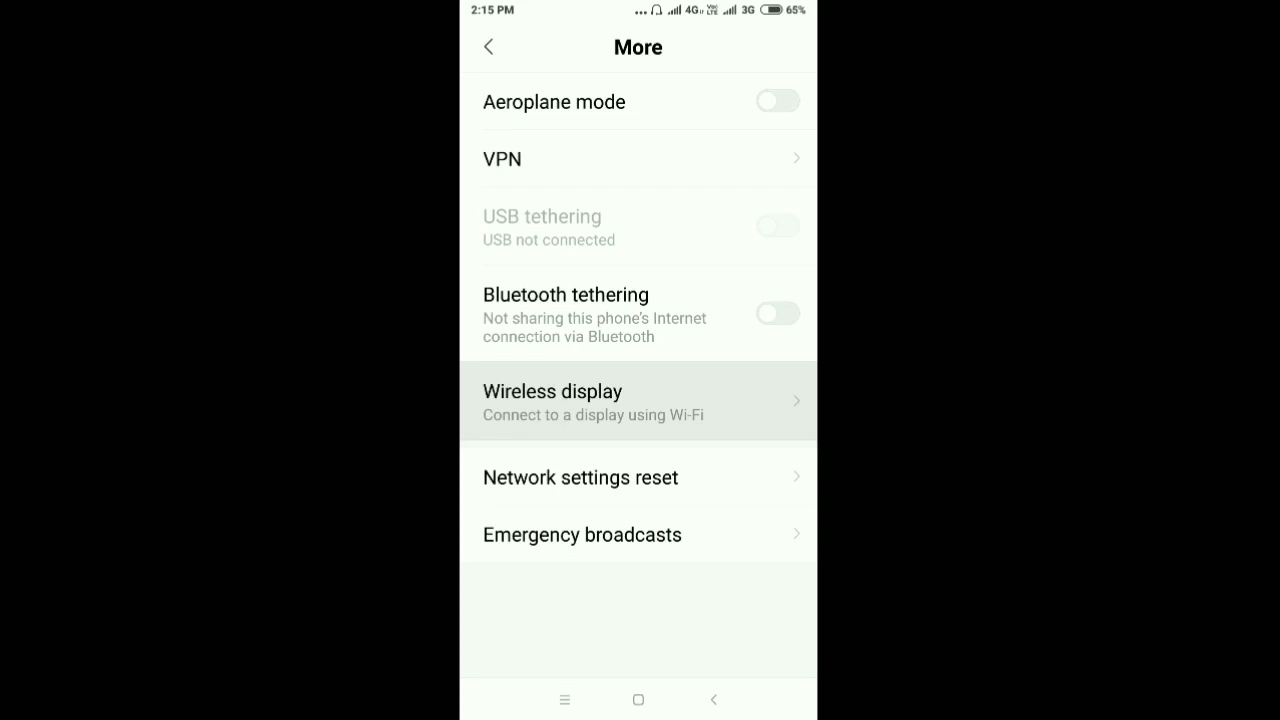 2:15 PM ... 4G VoLTE 3G 65%
More
Aeroplane mode
VPN
USB tethering
USB not connected
Bluetooth tethering
Not sharing this phone's Internet
connection via Bluetooth
Wireless display
Connect to a display using Wi-Fi
Network settings reset
Emergency broadcasts